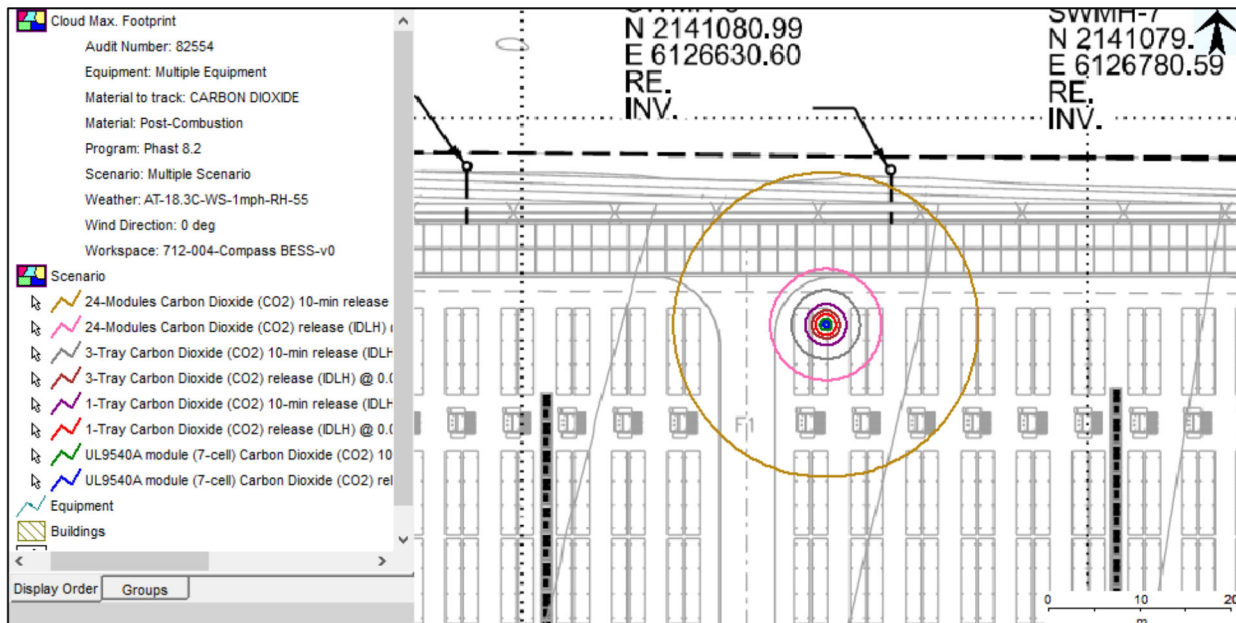 Cloud Max. Footprint
Audit Number: 82554
Equipment: Multiple Equipment
Material to track: CARBON DIOXIDE
Material: Post-Combustion
Program: Phast 8.2
Scenario: Multiple Scenario
Weather: AT-18.3C-WS-1mph-RH-55
Wind Direction: 0 deg
Workspace: 712-004-Compass BESS-v0
Scenario
24-Modules Carbon Dioxide (CO2) 10-min release
24-Modules Carbon Dioxide (CO2) release (IDLH)
3-Tray Carbon Dioxide (CO2) 10-min release (IDLH
3-Tray Carbon Dioxide (CO2) release (IDLH) @ 0.0
1-Tray Carbon Dioxide (CO2) 10-min release (IDLH
1-Tray Carbon Dioxide (CO2) release (IDLH) @ 0.0
UL9540A module (7-cell) Carbon Dioxide (CO2) 10
UL9540A module (7-cell) Carbon Dioxide (CO2) rel
Equipment
Buildings
Display Order Groups
N 2141080.99
E 6126630.60
RE.
INV.
SWMH-7
N 2141079.
E 6126780.59
RE.
INV.
F1
0 10 20
m